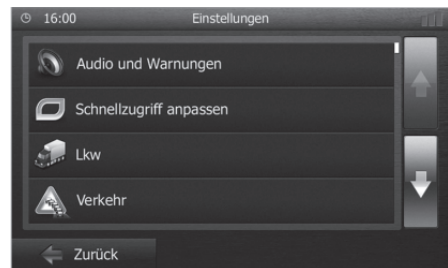 16:00
Einstellungen
Audio und Warnungen
Schnellzugriff anpassen
Lkw
Verkehr
Zurück